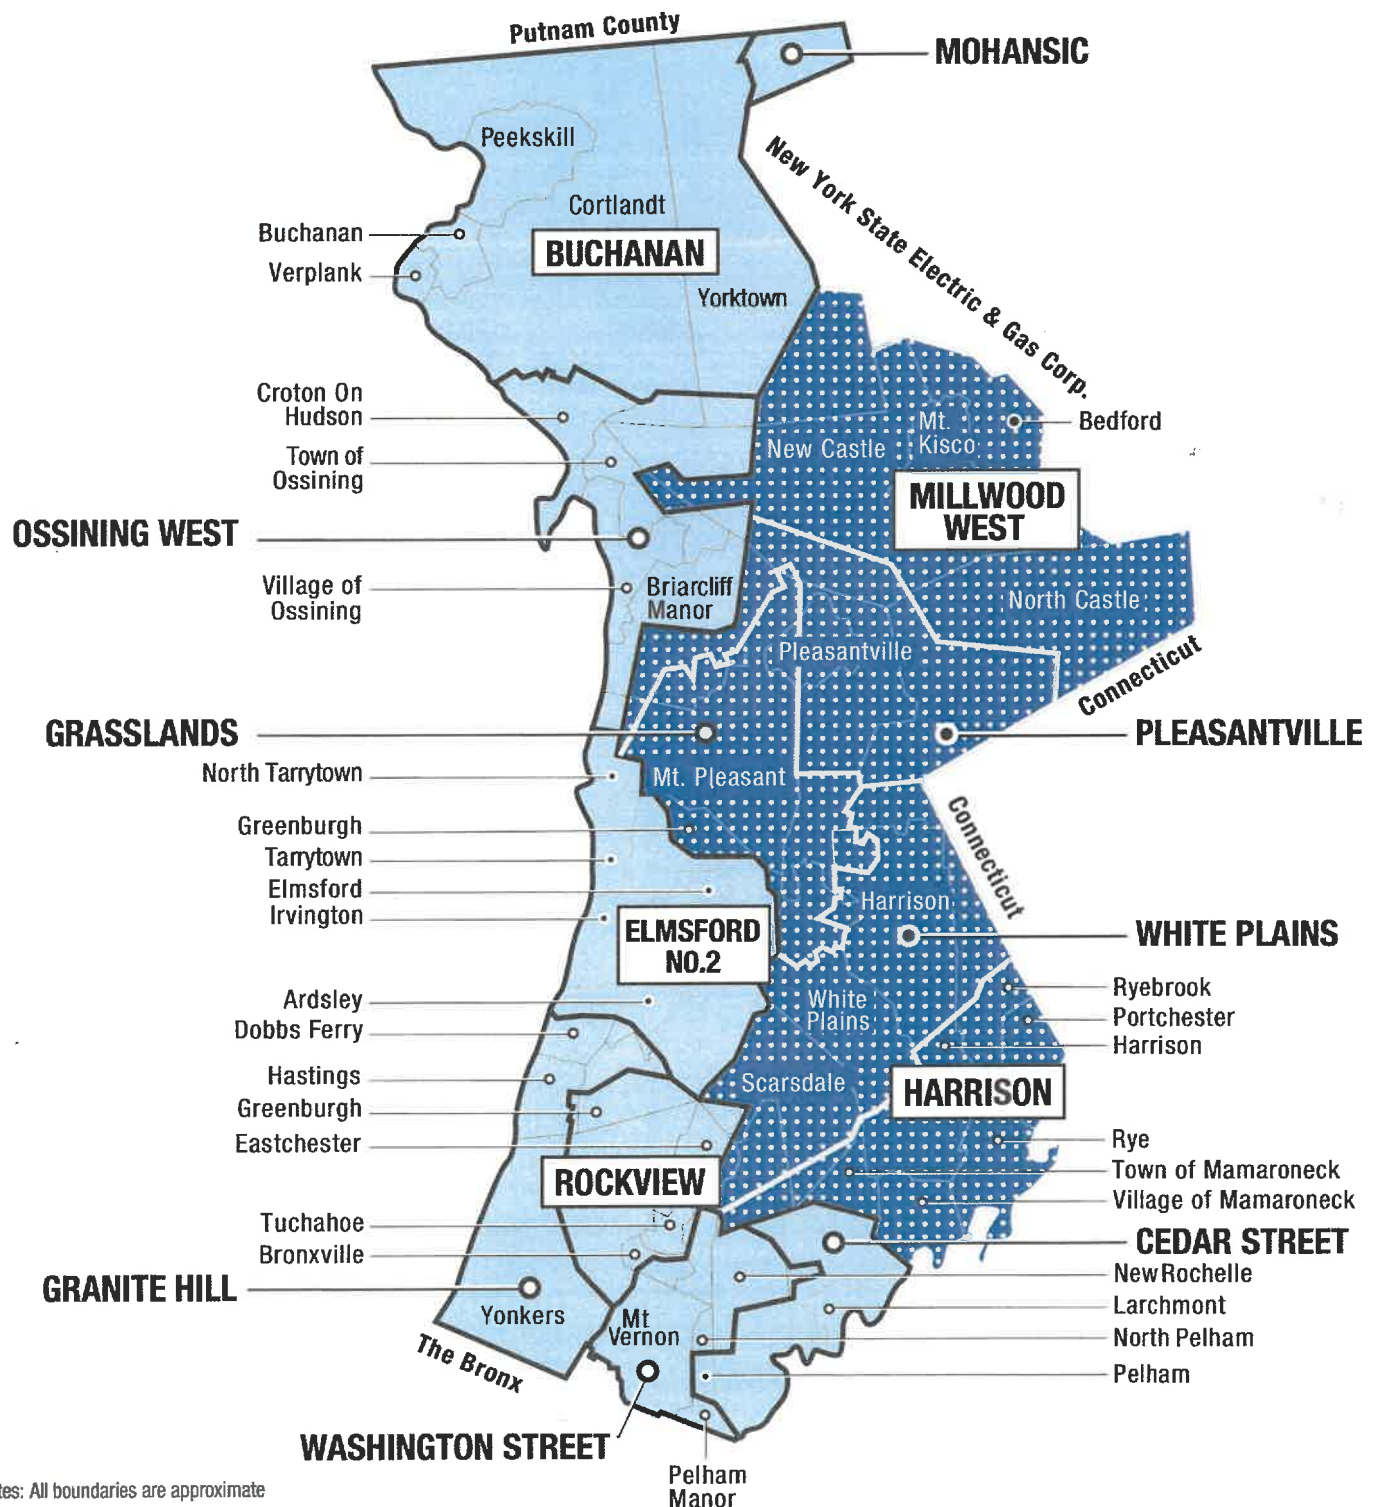 Putnam County
MOHANSIC
New York State Electric & Gas Corp.
Peekskill
Cortlandt
Buchanan
BUCHANAN
Verplank
Yorktown
Croton On
Hudson
Mt.
Kisco
Bedford
New Castle
Town of
Ossining
MILLWOOD
WEST
OSSINING WEST
Village of
Ossining
Briarcliff
Manor
North Castle
Pleasantville
Connecticut
GRASSLANDS
PLEASANTVILLE
North Tarrytown
Mt. Pleasant
Connecticut
Greenburgh
Tarrytown
Elmsford
Irvington
Harrison
ELMSFORD
NO.2
WHITE PLAINS
Ardsley
White
Plains
Ryebrook
Portchester
Dobbs Ferry
Harrison
Hastings
Scarsdale
HARRISON
Greenburgh
Eastchester
Rye
ROCKVIEW
Town of Mamaroneck
Village of Mamaroneck
Tuchahoe
CEDAR STREET
Bronxville
New Rochelle
GRANITE HILL
Yonkers
Larchmont
Mt
Vernon
North Pelham
The Bronx
Pelham
WASHINGTON STREET
Pelham
Manor
tes: All boundaries are approximate